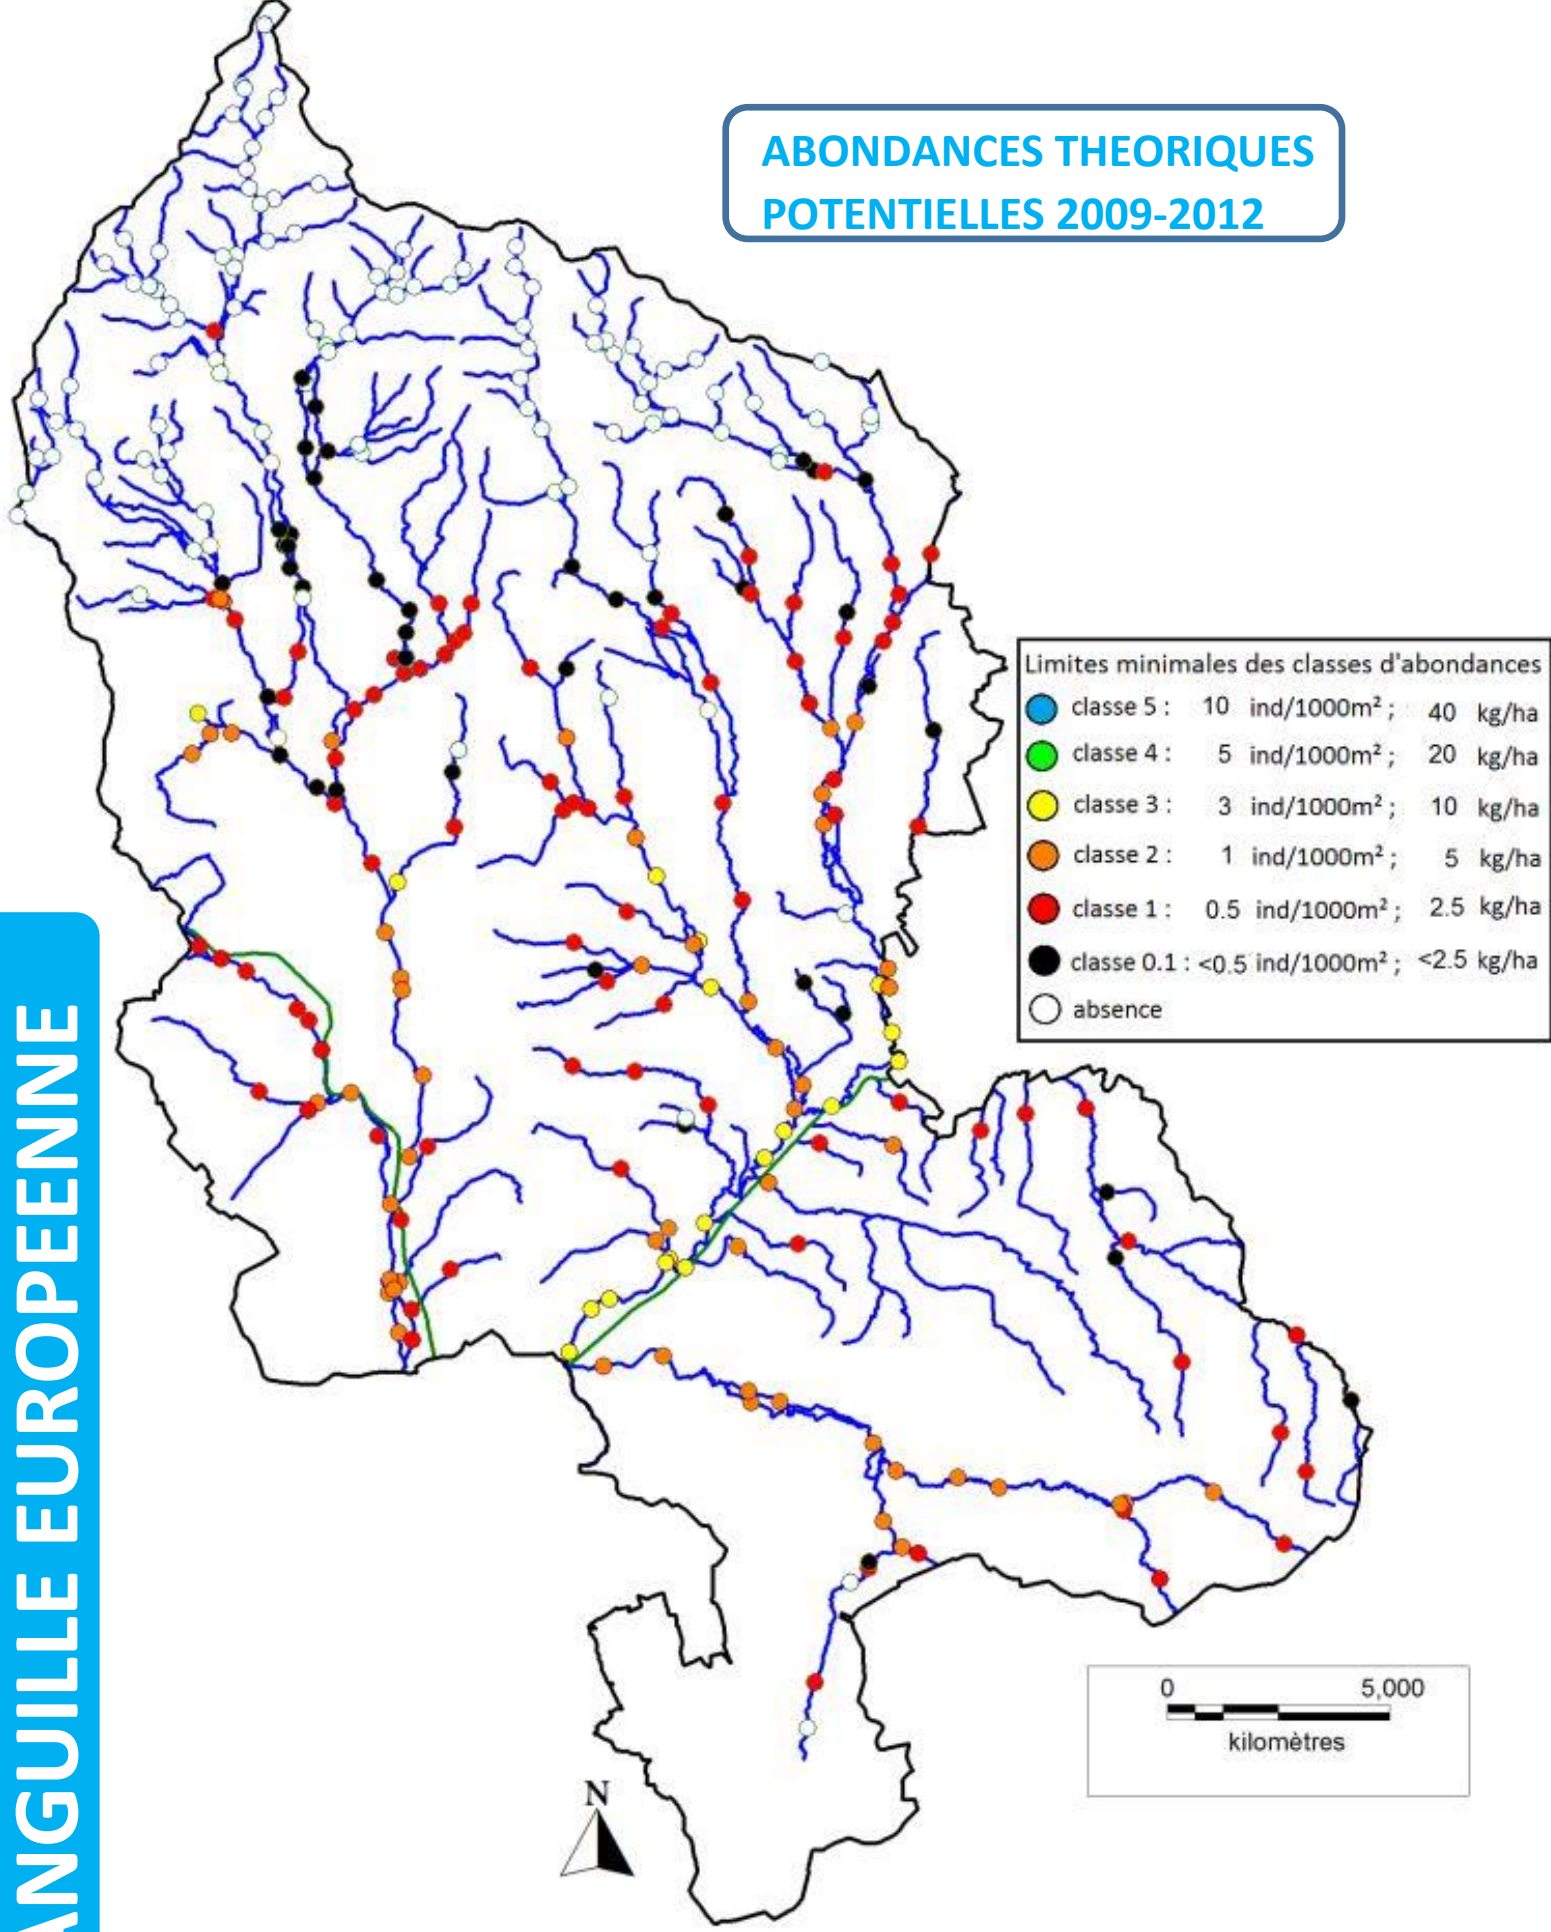 ABONDANCES THEORIQUES
POTENTIELLES 2009-2012
Limites minimales des classes d'abondances
classe 5 : 10 ind/1000m² ; 40 kg/ha
classe 4 : 5 ind/1000m² ; 20 kg/ha
classe 3 : 3 ind/1000m² ; 10 kg/ha
classe 2 : 1 ind/1000m² ; 5 kg/ha
classe 1 : 0.5 ind/1000m² ; 2.5 kg/ha
classe 0.1 : <0.5 ind/1000m² ; <2.5 kg/ha
absence
ANGUILLE EUROPEENNE
0 5,000
kilomètres
N